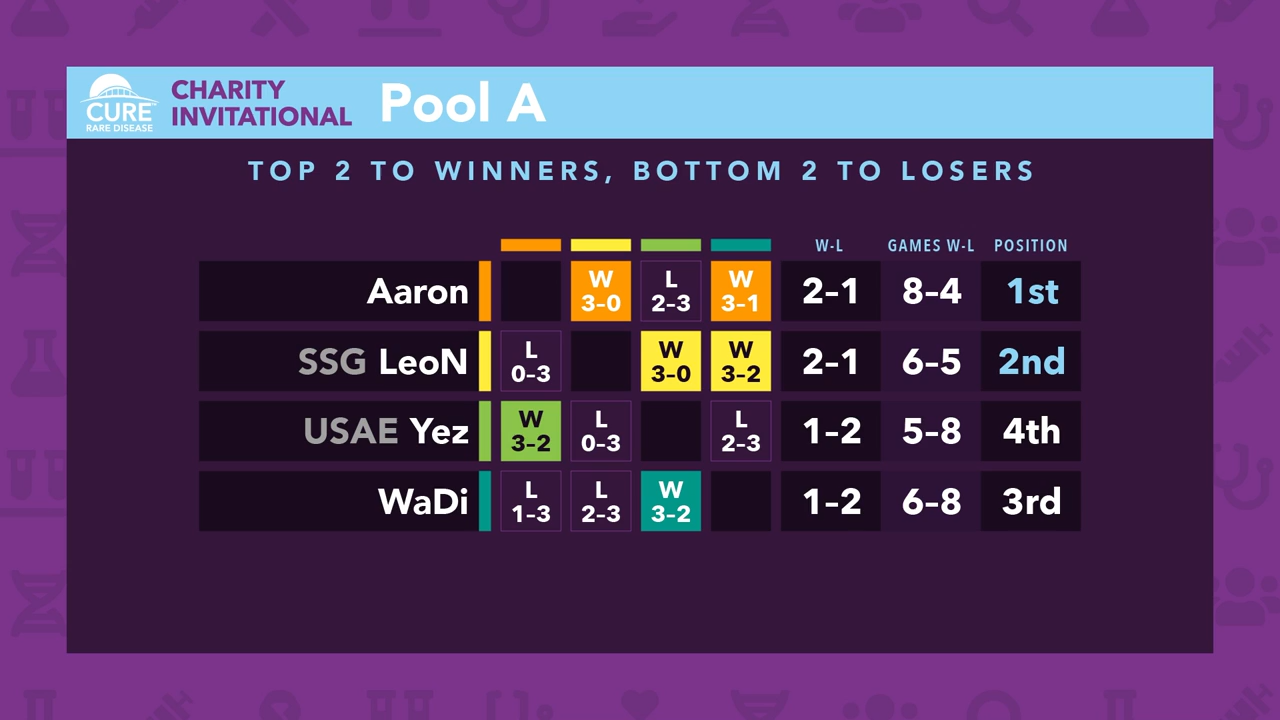 CURE
RARE DISEASE
CHARITY
INVITATIONAL
Pool A
TOP 2 TO WINNERS, BOTTOM 2 TO LOSERS
W-L GAMES W-L POSITION
Aaron W 3–0 L 2–3 W 3–1 2–1 8–4 1st
SSG LeoN L 0–3 W 3–0 W 3–2 2–1 6–5 2nd
USAE Yez W 3–2 L 0–3 L 2–3 1–2 5–8 4th
WaDi L 1–3 L 2–3 W 3–2 1–2 6–8 3rd